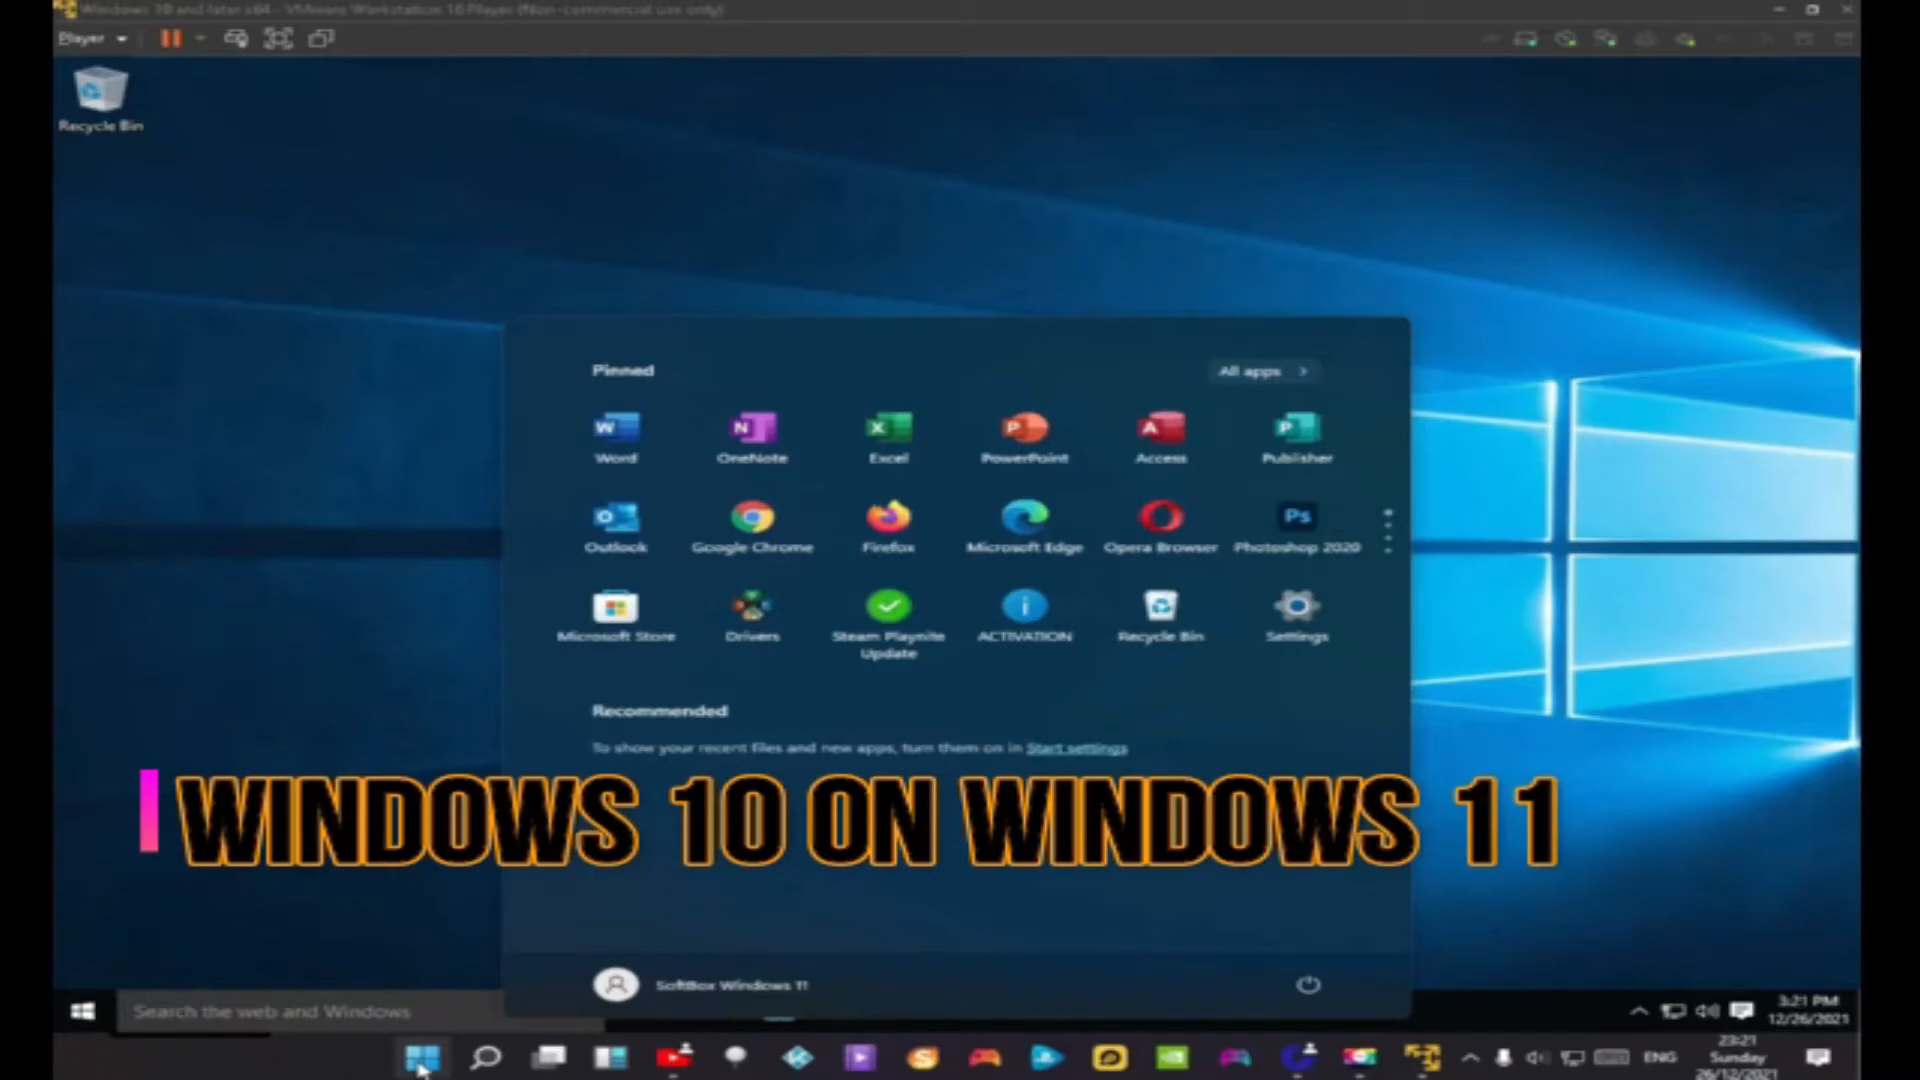 Windows 10 and later x64 - VMware Workstation 16 Player (Non-commercial use only)
Player
Recycle Bin
Pinned
All apps >
Word
OneNote
Excel
PowerPoint
Access
Publisher
Outlook
Google Chrome
Firefox
Microsoft Edge
Opera Browser
Photoshop 2020
Microsoft Store
Drivers
Steam Playnite
Update
ACTIVATION
Recycle Bin
Settings
Recommended
To show your recent files and new apps, turn them on in Start settings
WINDOWS 10 ON WINDOWS 11
SoftBox Windows 11
Search the web and Windows
3:21 PM
12/26/2021
ENG
23:21
Sunday
26/12/2021